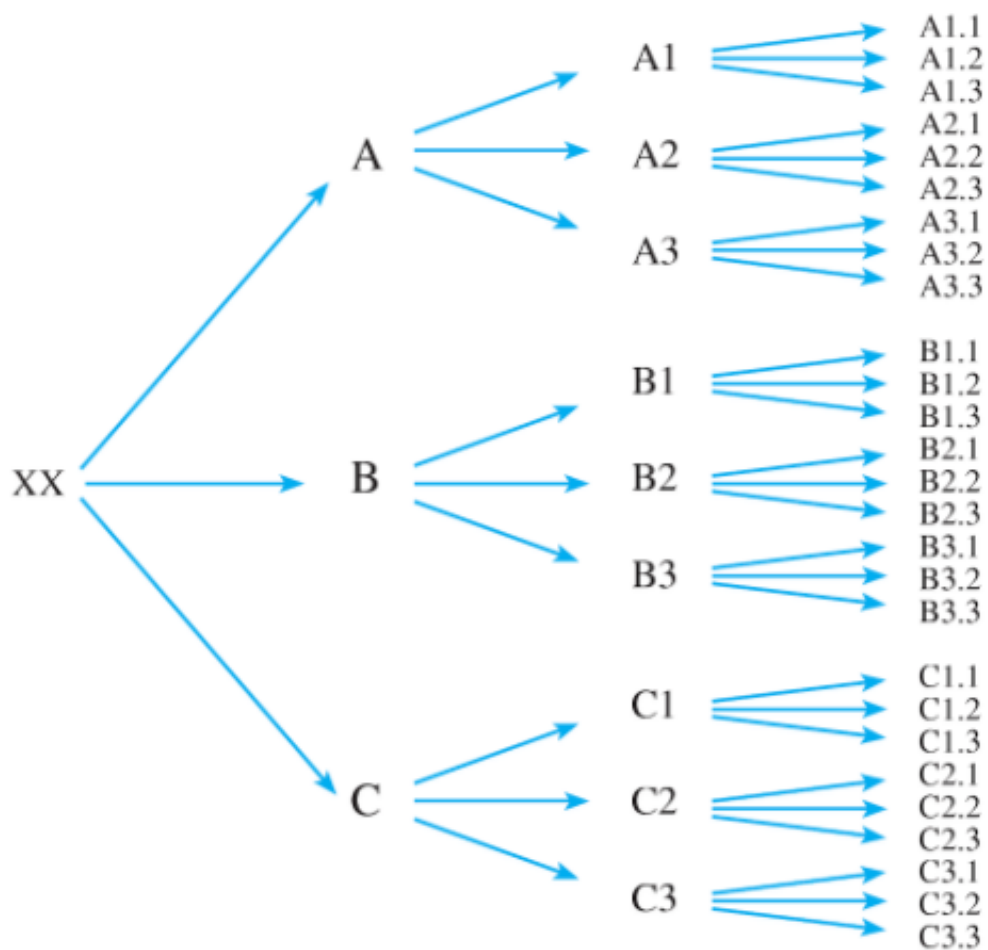 XX
A
B
C
A1
A2
A3
B1
B2
B3
C1
C2
C3
A1.1
A1.2
A1.3
A2.1
A2.2
A2.3
A3.1
A3.2
A3.3
B1.1
B1.2
B1.3
B2.1
B2.2
B2.3
B3.1
B3.2
B3.3
C1.1
C1.2
C1.3
C2.1
C2.2
C2.3
C3.1
C3.2
C3.3